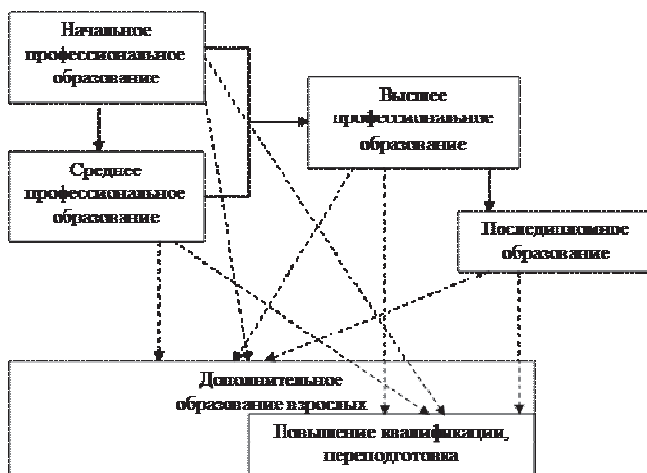 Начальное
профессиональное
образование
Высшее
профессиональное
образование
Среднее
профессиональное
образование
Последипломное
образование
Дополнительное
образование взрослых
Повышение квалификации,
переподготовка